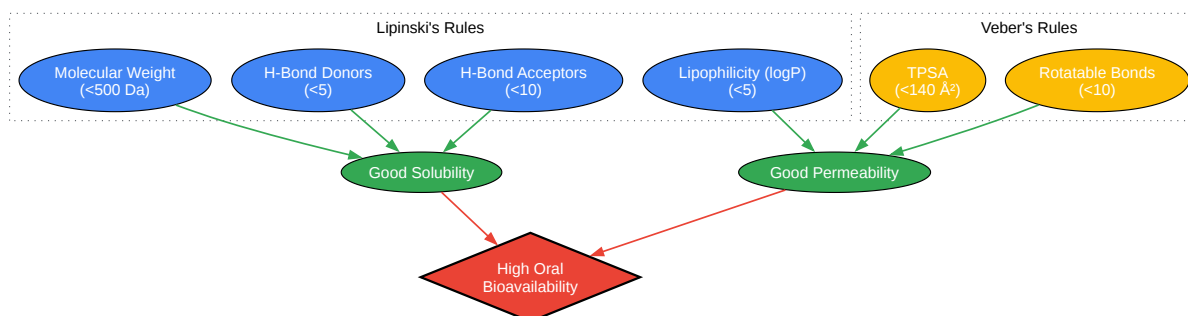 Lipinski's Rules
Veber's Rules
Molecular Weight
(<500 Da)
H-Bond Donors
(<5)
H-Bond Acceptors
(<10)
Lipophilicity (logP)
(<5)
TPSA
(<140 Å²)
Rotatable Bonds
(<10)
Good Solubility
Good Permeability
High Oral
Bioavailability